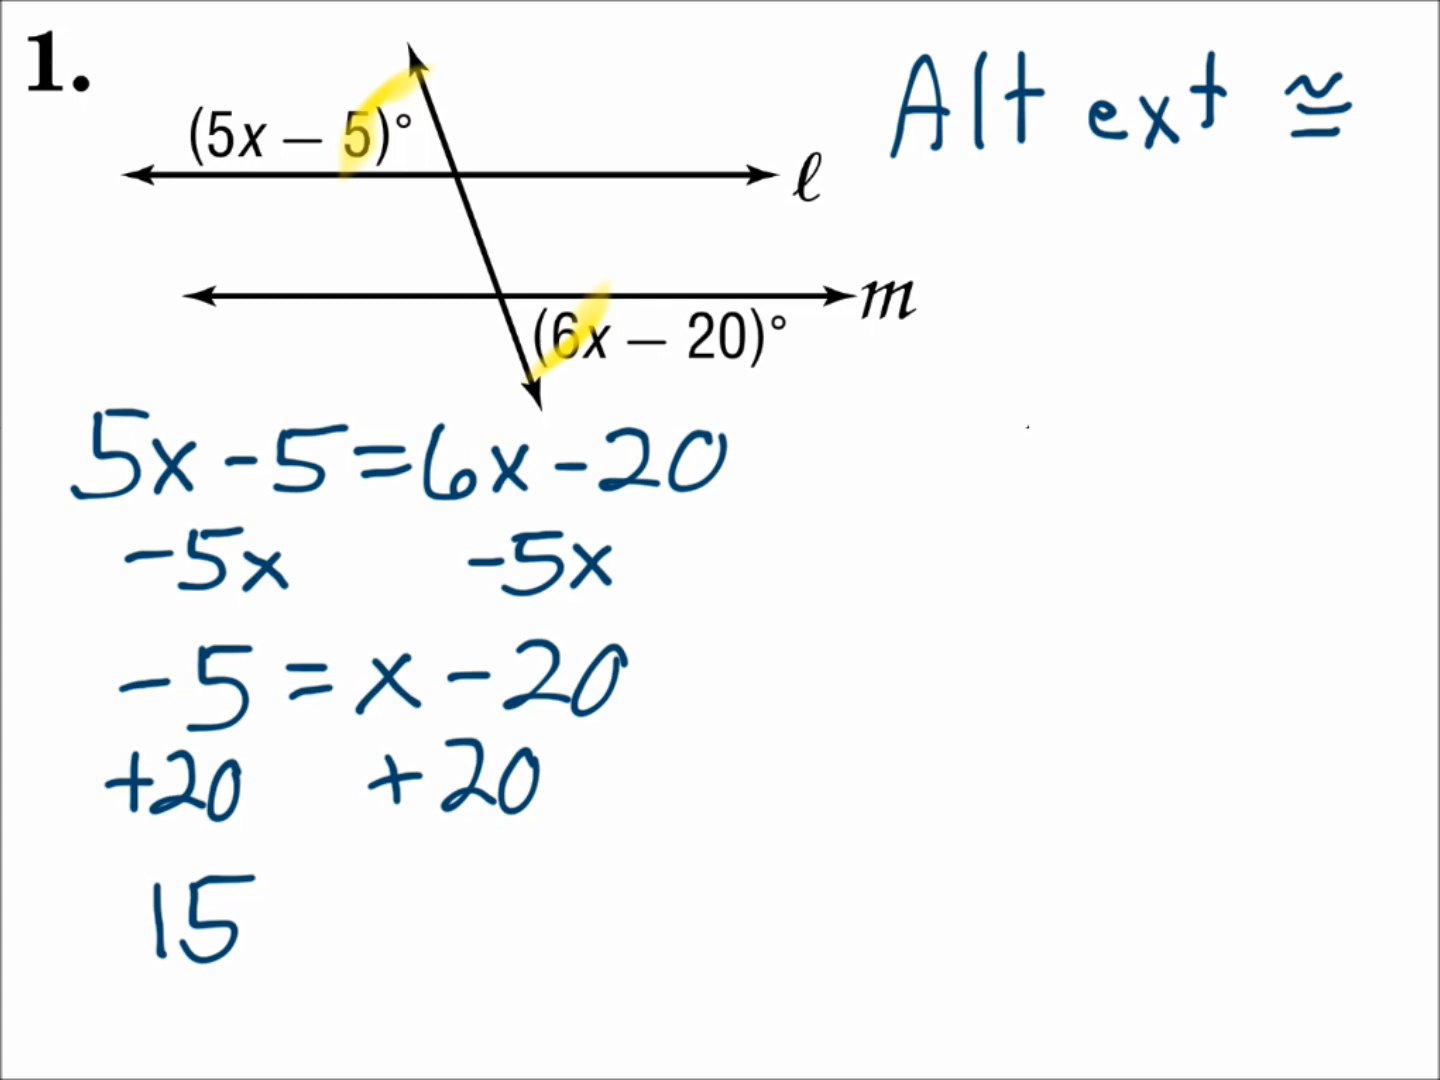 1.
Alt ext ≅
(5x – 5)°
ℓ
m
(6x – 20)°
5x - 5 = 6x - 20
-5x -5x
-5 = x - 20
+20 +20
15